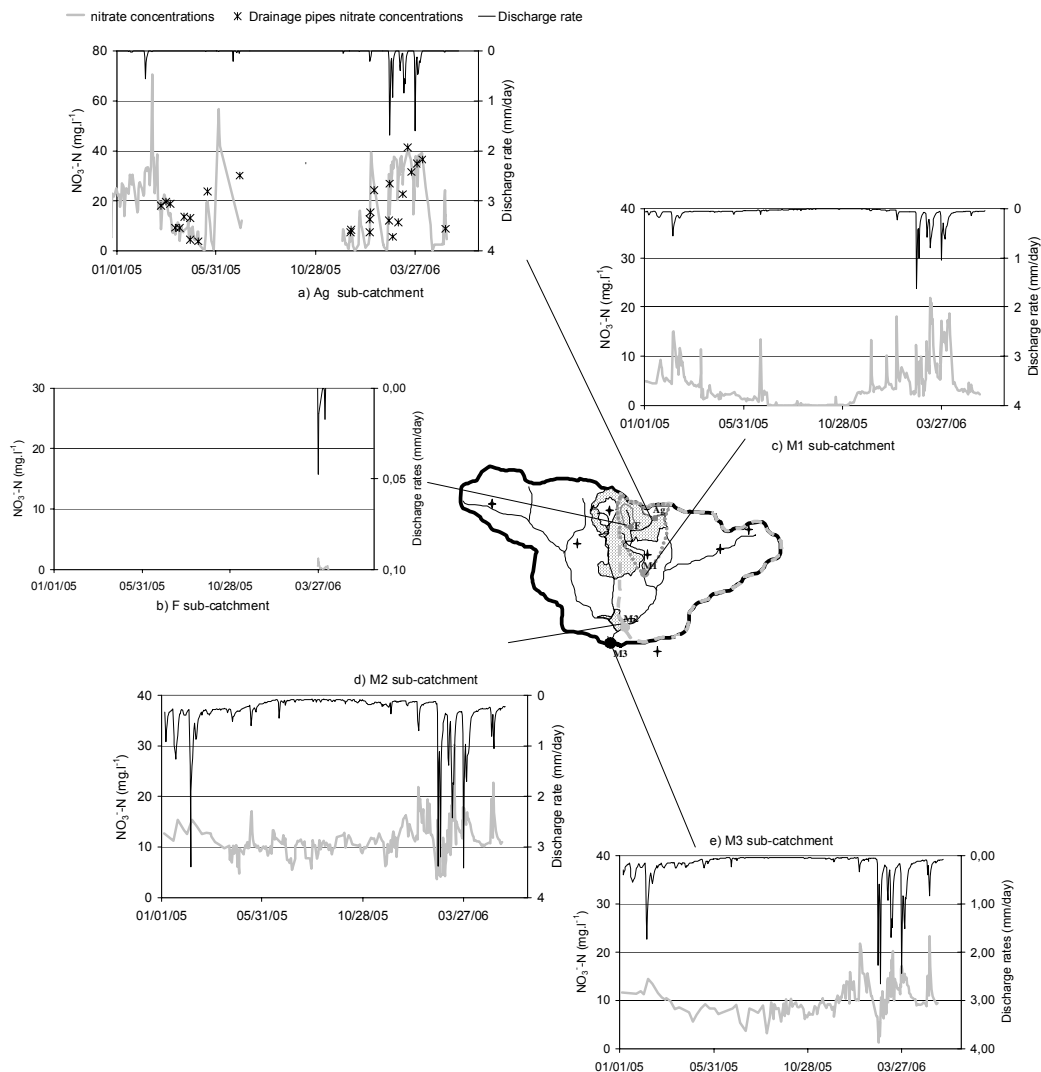 nitrate concentrations   Drainage pipes nitrate concentrations   Discharge rate
80
60
40
20
0
NO3⁻-N (mg.l⁻¹)
0
1
2
3
4
Discharge rate (mm/day)
01/01/05 05/31/05 10/28/05 03/27/06
a) Ag sub-catchment
40
30
20
10
0
NO3⁻-N (mg.l⁻¹)
0
1
2
3
4
Discharge rate (mm/day)
01/01/05 05/31/05 10/28/05 03/27/06
c) M1 sub-catchment
30
20
10
0
NO3⁻-N (mg.l⁻¹)
0,00
0,05
0,10
Discharge rates (mm/day)
01/01/05 05/31/05 10/28/05 03/27/06
b) F sub-catchment
Ag
F
M1
M2
M3
d) M2 sub-catchment
40
30
20
10
0
NO3⁻-N (mg.l⁻¹)
0
1
2
3
4
Discharge rate (mm/day)
01/01/05 05/31/05 10/28/05 03/27/06
e) M3 sub-catchment
40
30
20
10
0
NO3⁻-N (mg.l⁻¹)
0,00
1,00
2,00
3,00
4,00
Discharge rates (mm/day)
01/01/05 05/31/05 10/28/05 03/27/06